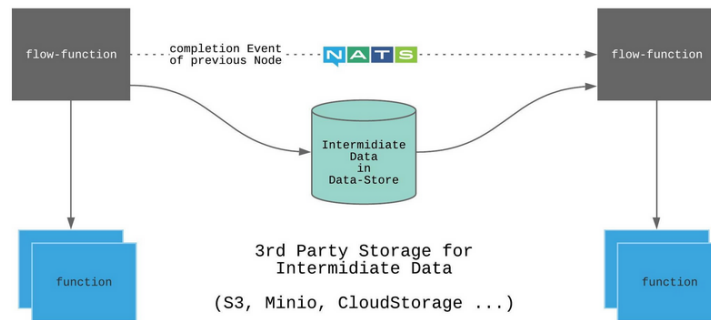 flow-function
completion Event
of previous Node
NATS
flow-function
Intermidiate
Data
in
Data-Store
function
3rd Party Storage for
Intermidiate Data
(S3, Minio, CloudStorage ...)
function